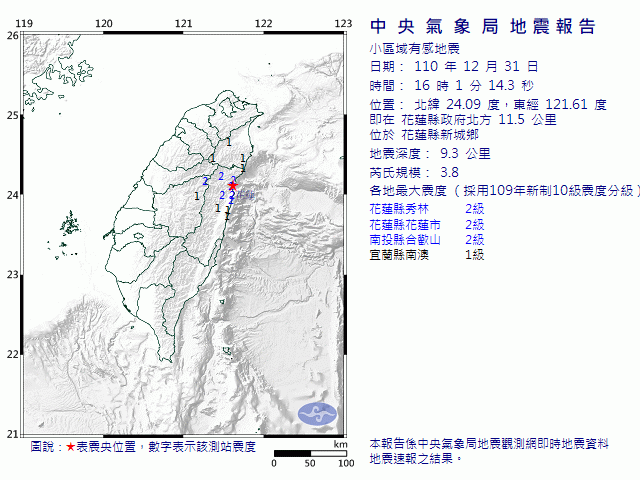 119 120 121 122 123
26
25
24
23
22
21
1
1
1
1
2
2
2
1
2
2
2
1
圖說：★表震央位置，數字表示該測站震度
km
0 50 100
中央氣象局地震報告
小區域有感地震
日期： 110 年 12 月 31 日
時間： 16 時 1 分 14.3 秒
位置： 北緯 24.09 度，東經 121.61 度
即在 花蓮縣政府北方 11.5 公里
位於 花蓮縣新城鄉
地震深度： 9.3 公里
芮氏規模： 3.8
各地最大震度（採用109年新制10級震度分級）
花蓮縣秀林 2級
花蓮縣花蓮市 2級
南投縣合歡山 2級
宜蘭縣南澳 1級
本報告係中央氣象局地震觀測網即時地震資料
地震速報之結果。